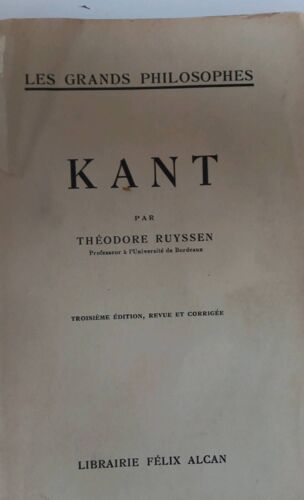 LES GRANDS PHILOSOPHES
KANT
PAR
THÉODORE RUYSSEN
Professeur à l'Université de Bordeaux
TROISIÈME ÉDITION, REVUE ET CORRIGÉE
LIBRAIRIE FÉLIX ALCAN